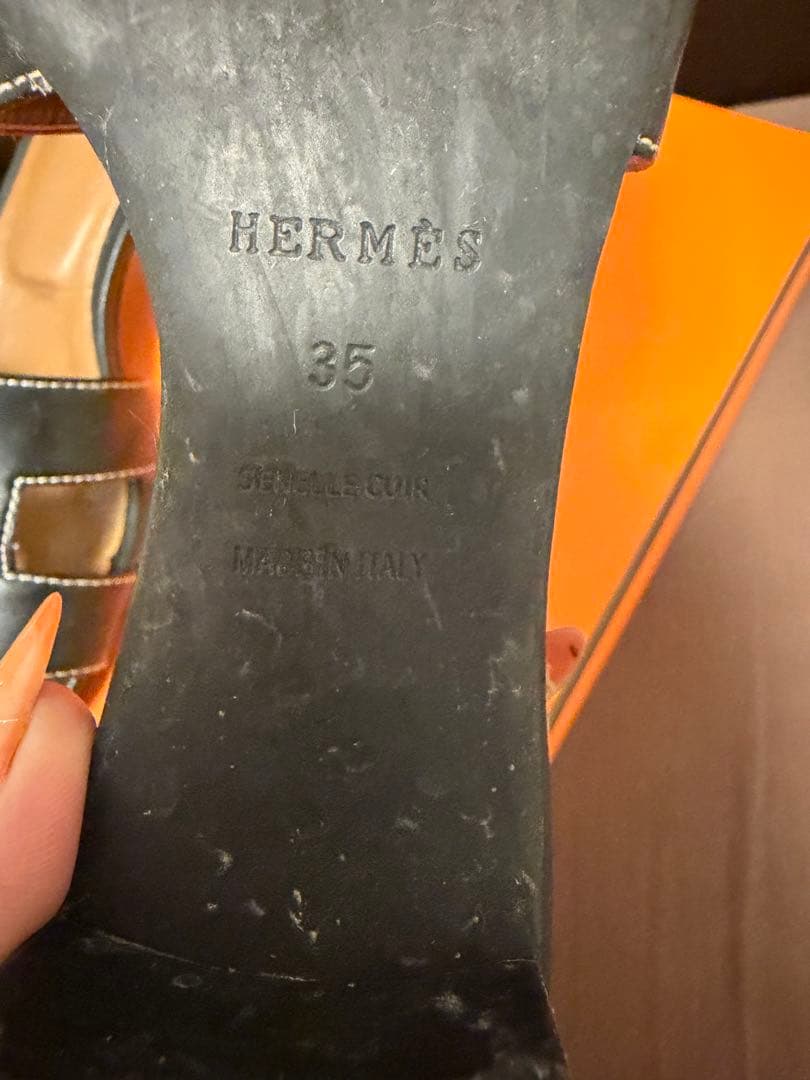 HERMÈS
35
SEMELLE CUIR
MADE IN ITALY